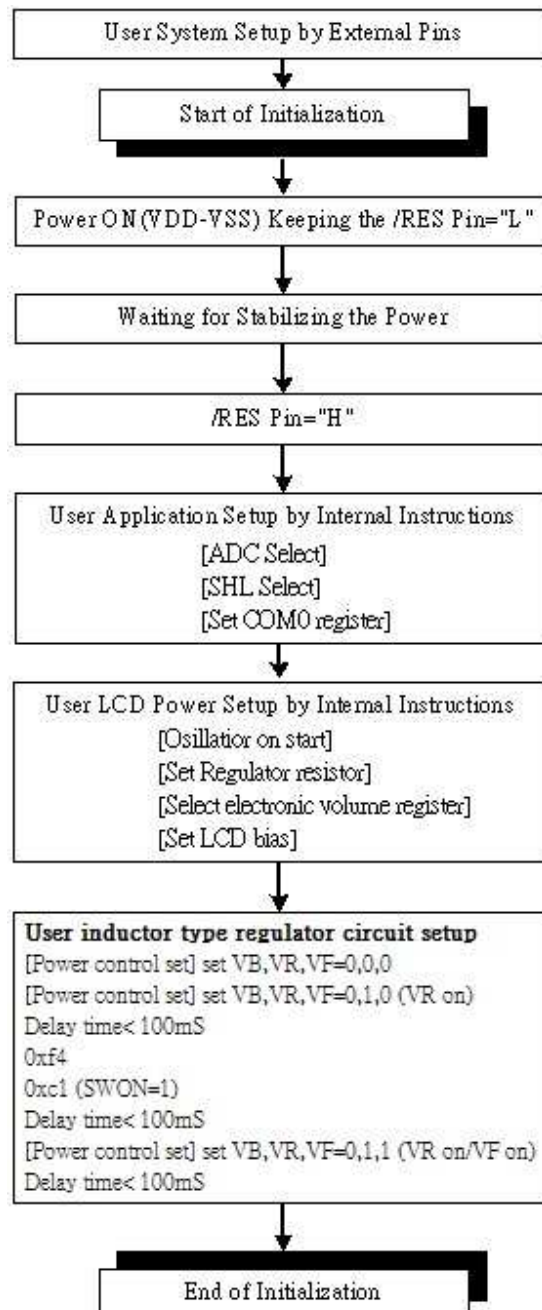 User System Setup by External Pins
Start of Initialization
Power ON(VDD-VSS) Keeping the /RES Pin="L"
Waiting for Stabilizing the Power
/RES Pin="H"
User Application Setup by Internal Instructions
[ADC Select]
[SHL Select]
[Set COM0 register]
User LCD Power Setup by Internal Instructions
[Osillatior on start]
[Set Regulator resistor]
[Select electronic volume register]
[Set LCD bias]
User inductor type regulator circuit setup
[Power control set] set VB,VR,VF=0,0,0
[Power control set] set VB,VR,VF=0,1,0 (VR on)
Delay time< 100mS
0xf4
0xc1 (SWON=1)
Delay time< 100mS
[Power control set] set VB,VR,VF=0,1,1 (VR on/VF on)
Delay time< 100mS
End of Initialization